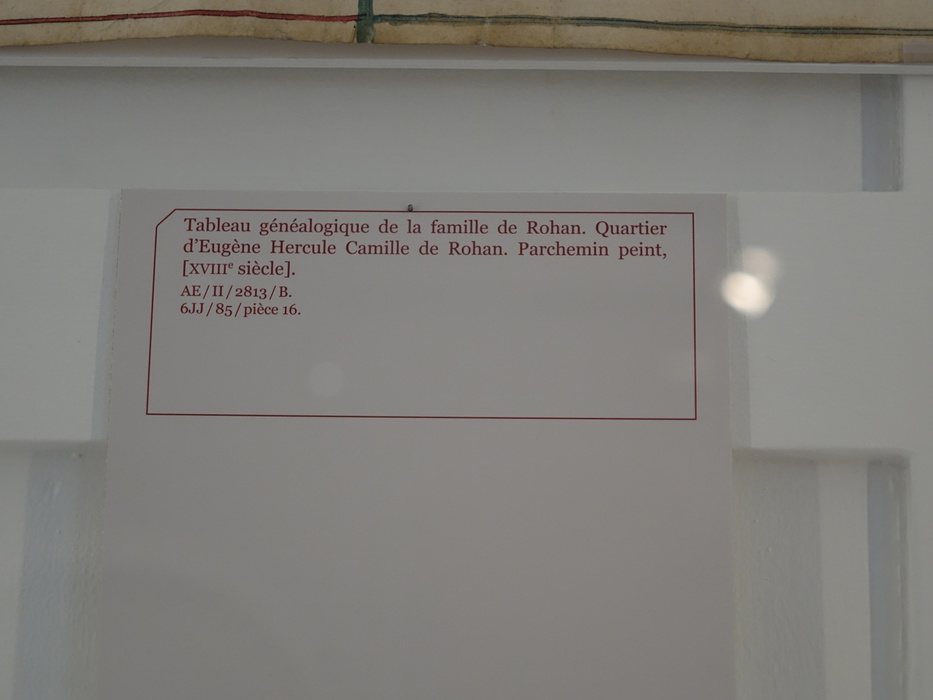 Tableau généalogique de la famille de Rohan. Quartier
d'Eugène Hercule Camille de Rohan. Parchemin peint,
[XVIIIe siècle].
AE/II/2813/B.
6JJ/85/pièce 16.